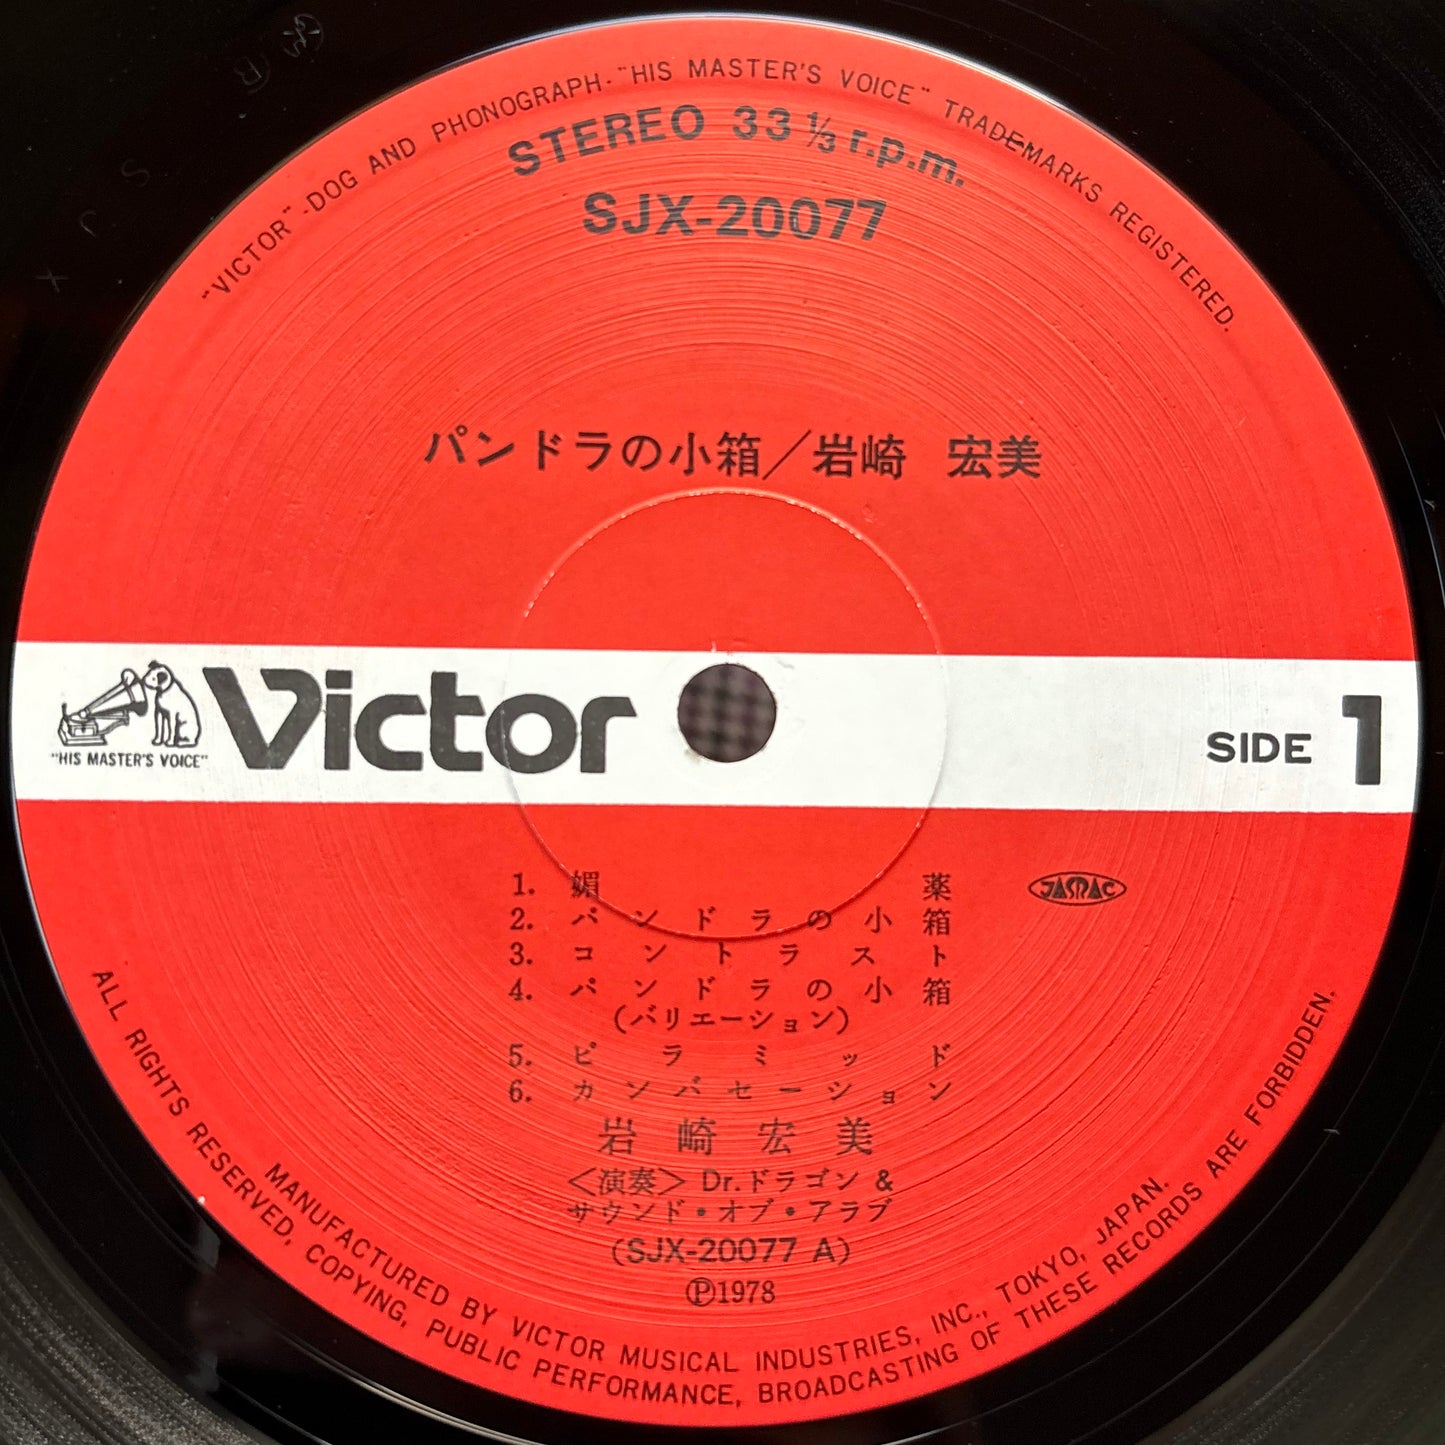 "VICTOR"-DOG AND PHONOGRAPH-"HIS MASTER'S VOICE" TRADEMARKS REGISTERED.
STEREO 33 1/3 r.p.m.
SJX-20077
パンドラの小箱／岩崎 宏美
Victor
"HIS MASTER'S VOICE"
SIDE 1
1. 媚薬
JASRAC
2. パンドラの小箱
3. コントラスト
4. パンドラの小箱
(バリエーション)
5. ピラミッド
6. カンバセーション
岩崎宏美
＜演奏＞ Dr.ドラゴン &
サウンド・オブ・アラブ
(SJX-20077 A)
Ⓟ1978
MANUFACTURED BY VICTOR MUSICAL INDUSTRIES, INC., TOKYO, JAPAN.
ALL RIGHTS RESERVED, COPYING, PUBLIC PERFORMANCE, BROADCASTING OF THESE RECORDS ARE FORBIDDEN.